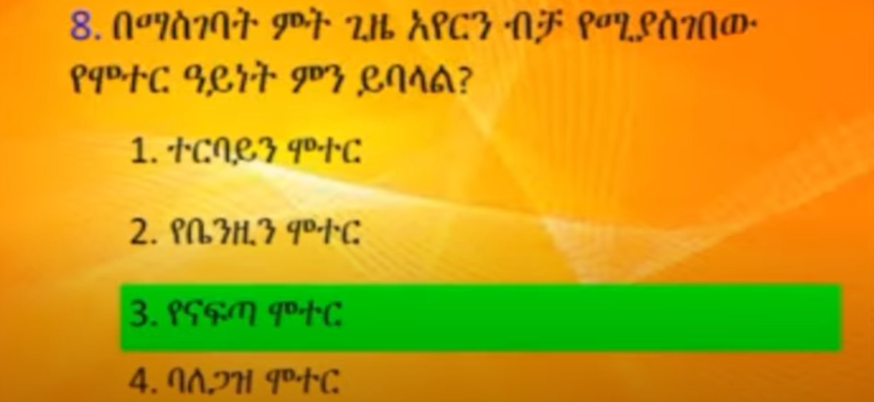 8. በማስገባት ምት ጊዜ አየርን ብቻ የሚያስገበው
የሞተር ዓይነት ምን ይባላል?
1. ተርባይን ሞተር
2. የቤንዚን ሞተር
3. የናፍጣ ሞተር
4. ባለጋዝ ሞተር